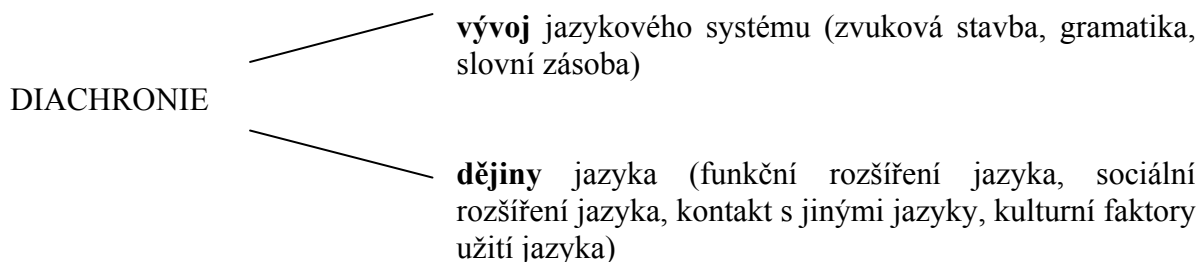 vývoj jazykového systému (zvuková stavba, gramatika,
slovní zásoba)
DIACHRONIE
dějiny jazyka (funkční rozšíření jazyka, sociální
rozšíření jazyka, kontakt s jinými jazyky, kulturní faktory
užití jazyka)